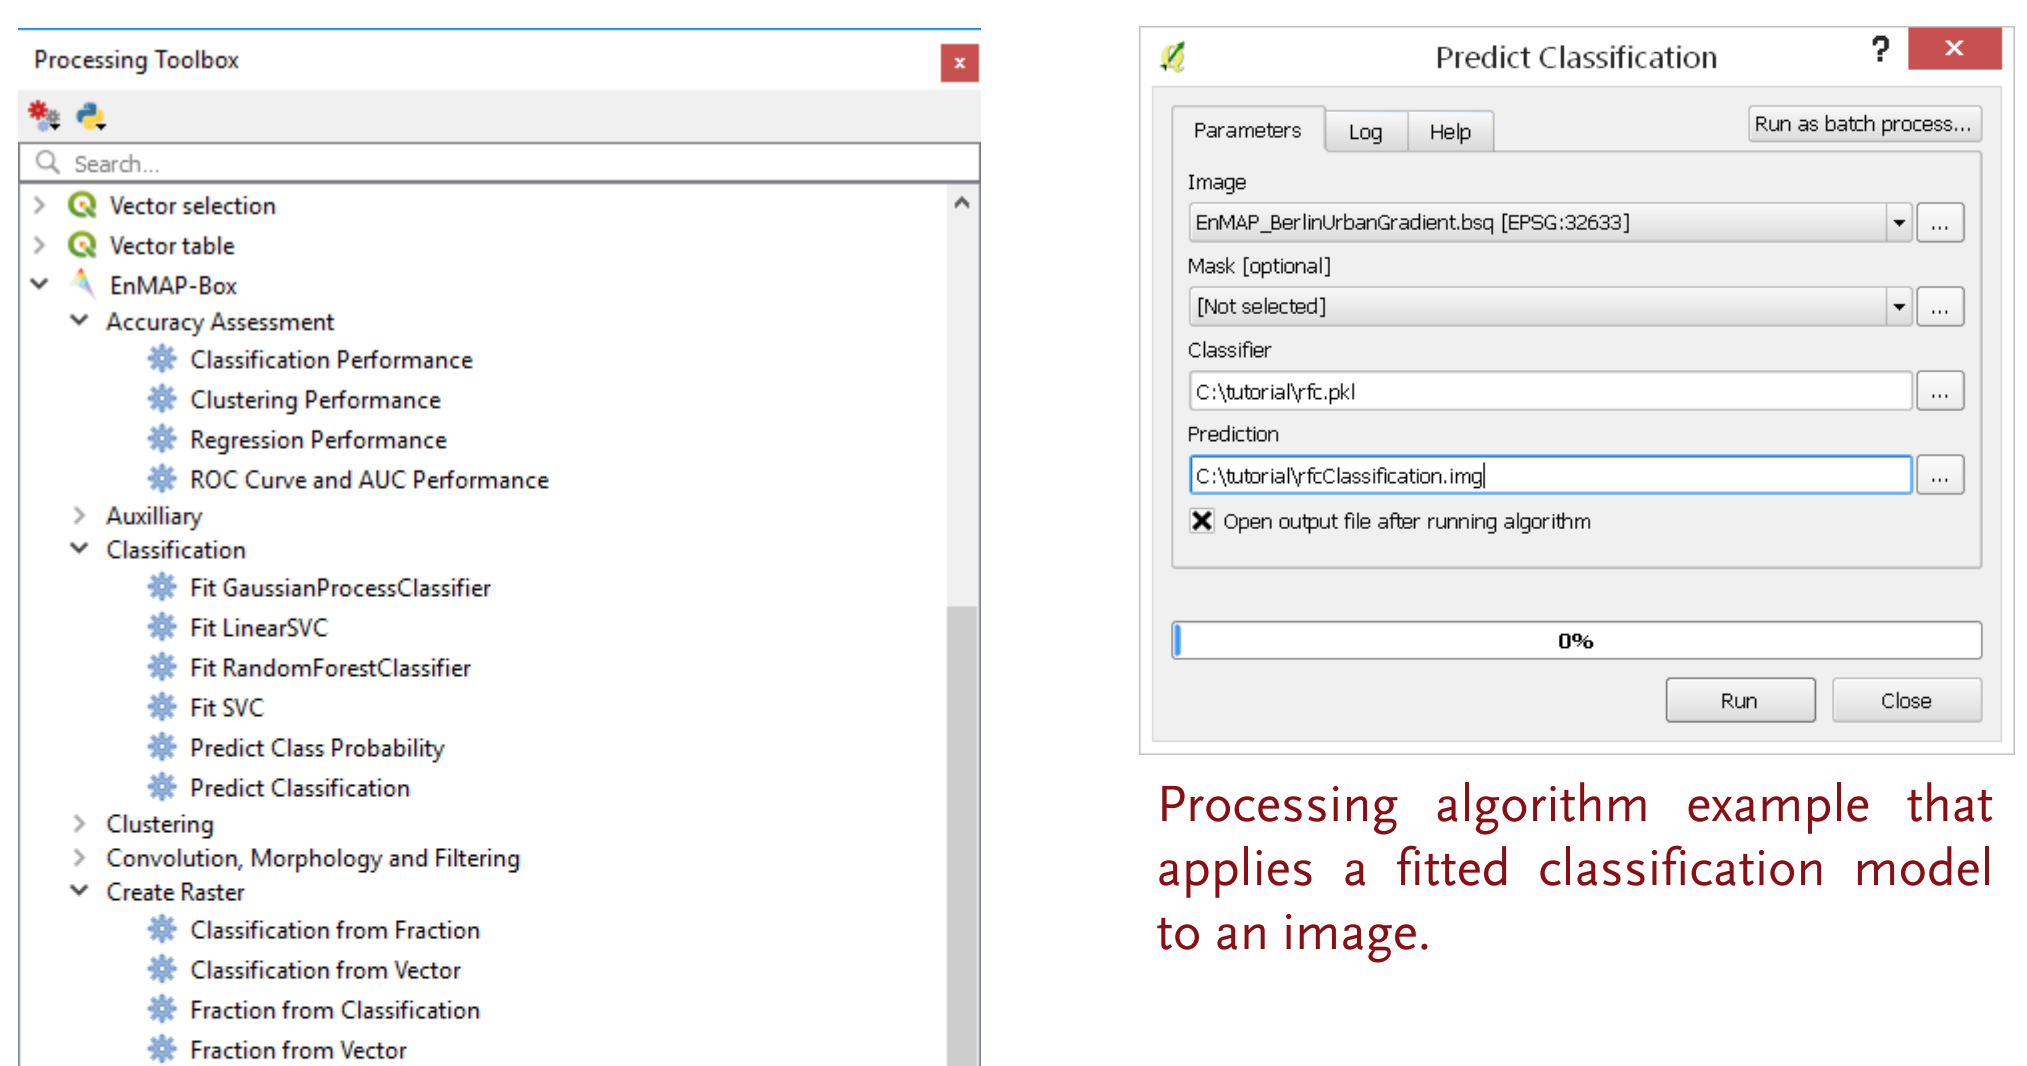 Processing Toolbox
x
Search...
Vector selection
Vector table
EnMAP-Box
Accuracy Assessment
Classification Performance
Clustering Performance
Regression Performance
ROC Curve and AUC Performance
Auxilliary
Classification
Fit GaussianProcessClassifier
Fit LinearSVC
Fit RandomForestClassifier
Fit SVC
Predict Class Probability
Predict Classification
Clustering
Convolution, Morphology and Filtering
Create Raster
Classification from Fraction
Classification from Vector
Fraction from Classification
Fraction from Vector
Predict Classification
? x
Parameters Log Help Run as batch process...
Image
EnMAP_BerlinUrbanGradient.bsq [EPSG:32633] ...
Mask [optional]
[Not selected] ...
Classifier
C:\tutorial\rfc.pkl ...
Prediction
C:\tutorial\rfcClassification.img ...
Open output file after running algorithm
0%
Run Close
Processing algorithm example that
applies a fitted classification model
to an image.